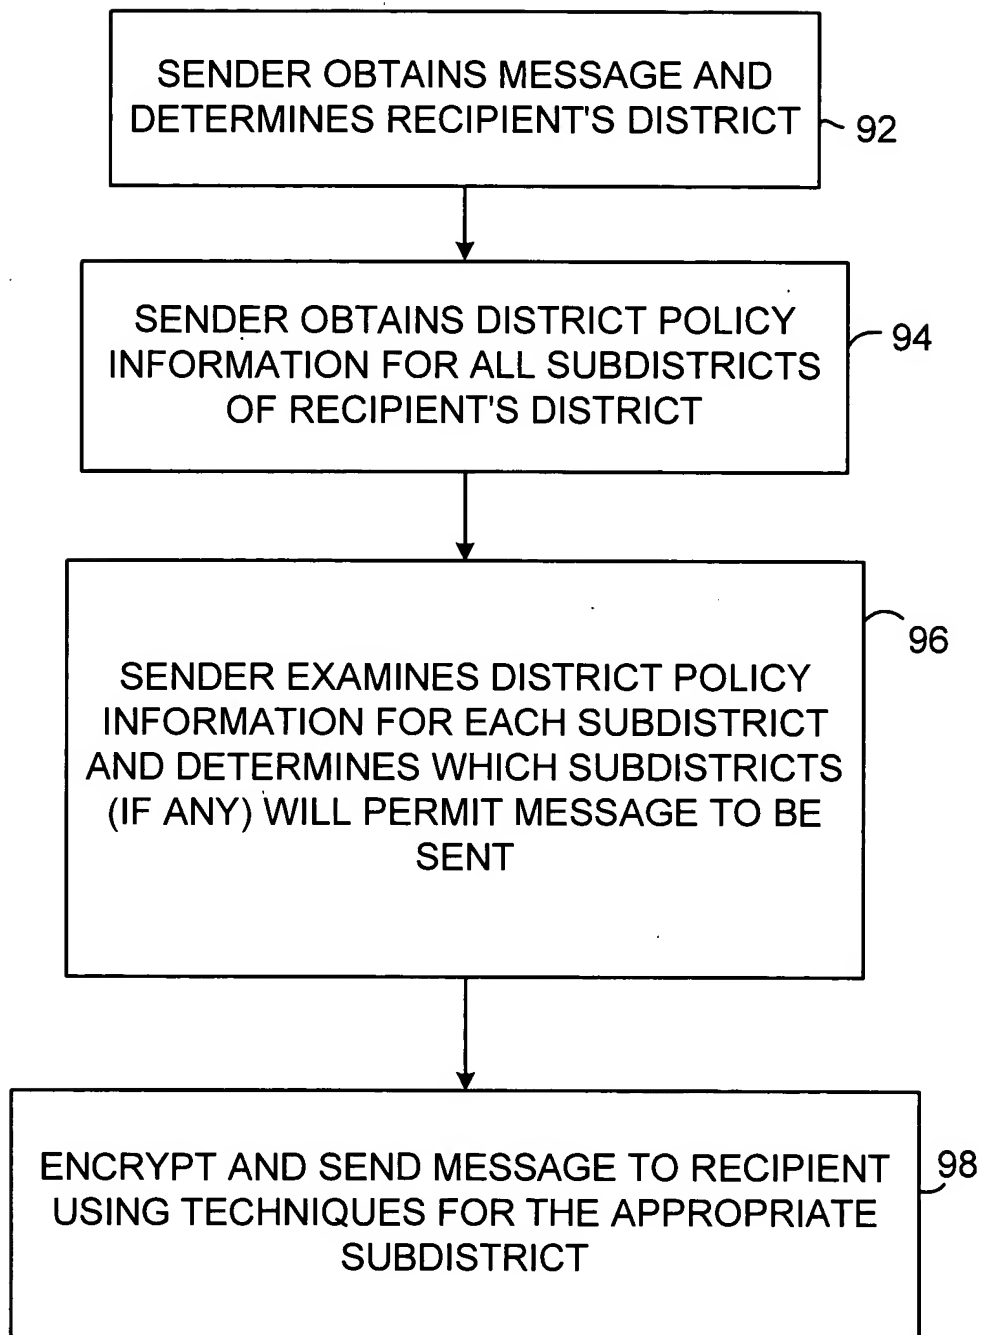 SENDER OBTAINS MESSAGE AND
DETERMINES RECIPIENT'S DISTRICT
92
SENDER OBTAINS DISTRICT POLICY
INFORMATION FOR ALL SUBDISTRICTS
OF RECIPIENT'S DISTRICT
94
SENDER EXAMINES DISTRICT POLICY
INFORMATION FOR EACH SUBDISTRICT
AND DETERMINES WHICH SUBDISTRICTS
(IF ANY) WILL PERMIT MESSAGE TO BE
SENT
96
ENCRYPT AND SEND MESSAGE TO RECIPIENT
USING TECHNIQUES FOR THE APPROPRIATE
SUBDISTRICT
98